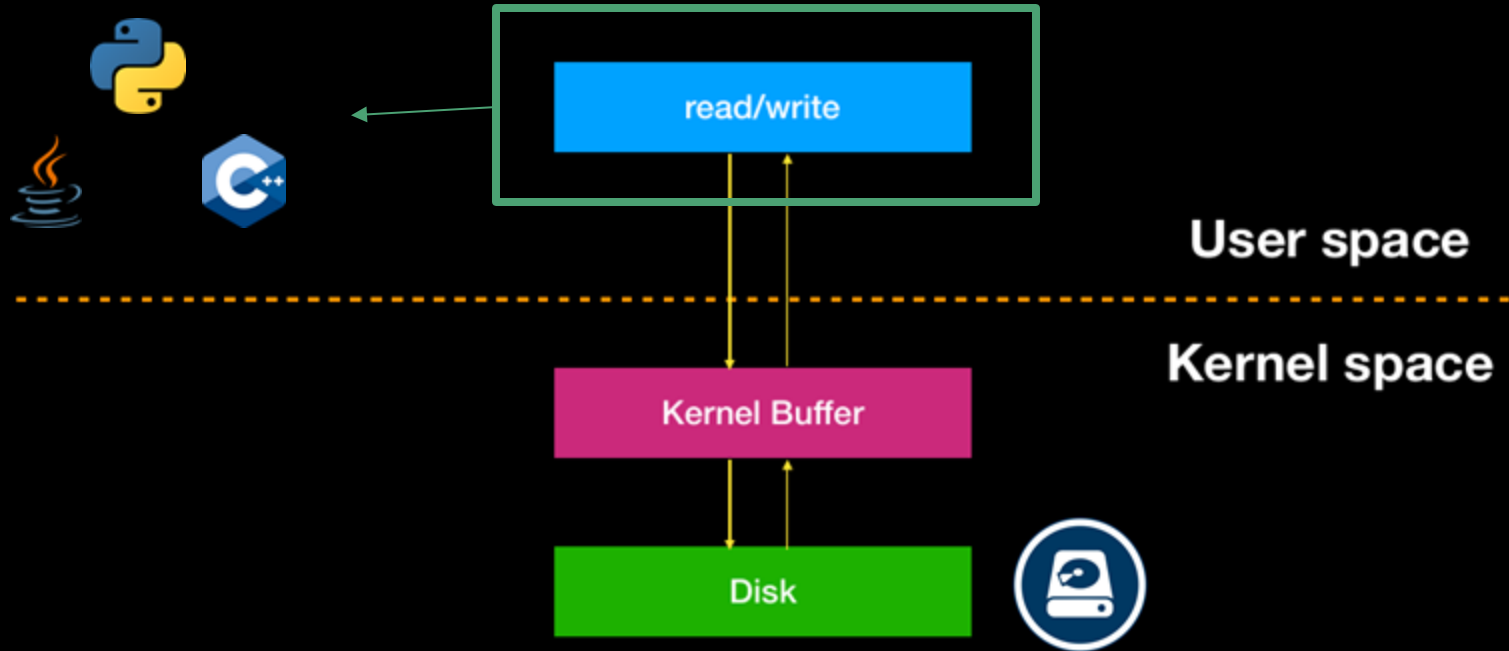 read/write
C++
User space
Kernel space
Kernel Buffer
Disk